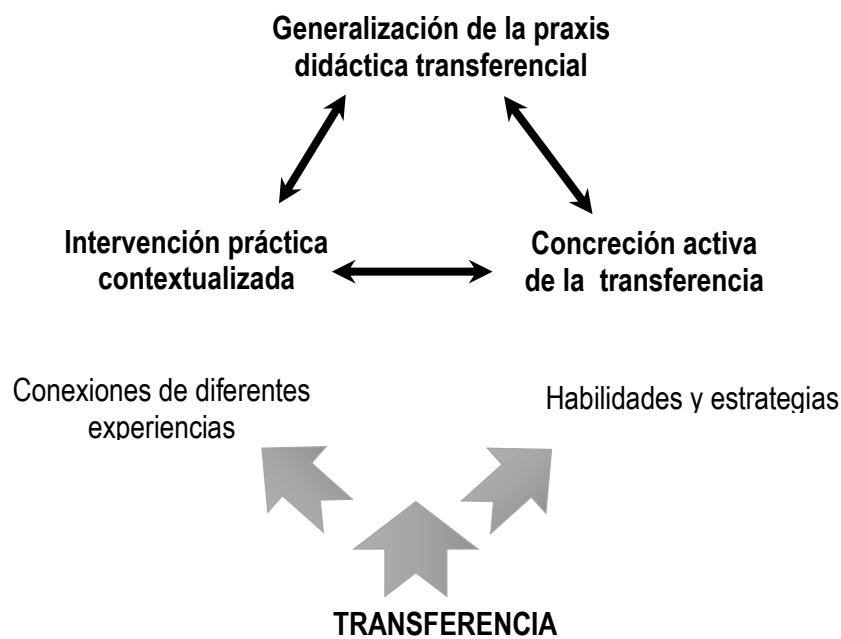 Generalización de la praxis
didáctica transferencial
Intervención práctica
contextualizada
Concreción activa
de la transferencia
Conexiones de diferentes
experiencias
Habilidades y estrategias
TRANSFERENCIA